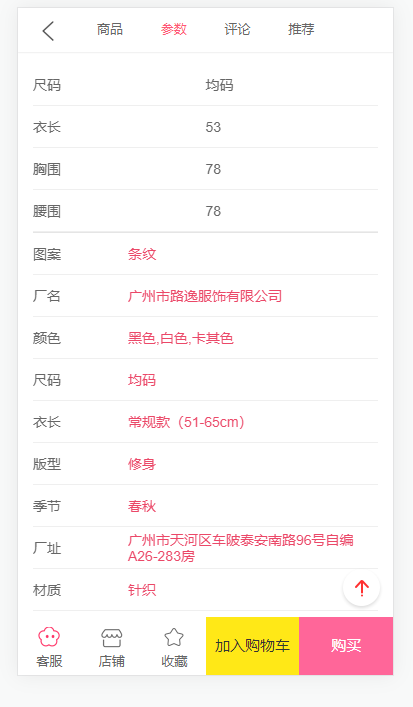 商品 参数 评论 推荐
尺码 均码
衣长 53
胸围 78
腰围 78
图案 条纹
厂名 广州市路逸服饰有限公司
颜色 黑色,白色,卡其色
尺码 均码
衣长 常规款（51-65cm）
版型 修身
季节 春秋
厂址 广州市天河区车陂泰安南路96号自编
A26-283房
材质 针织
客服 店铺 收藏 加入购物车 购买